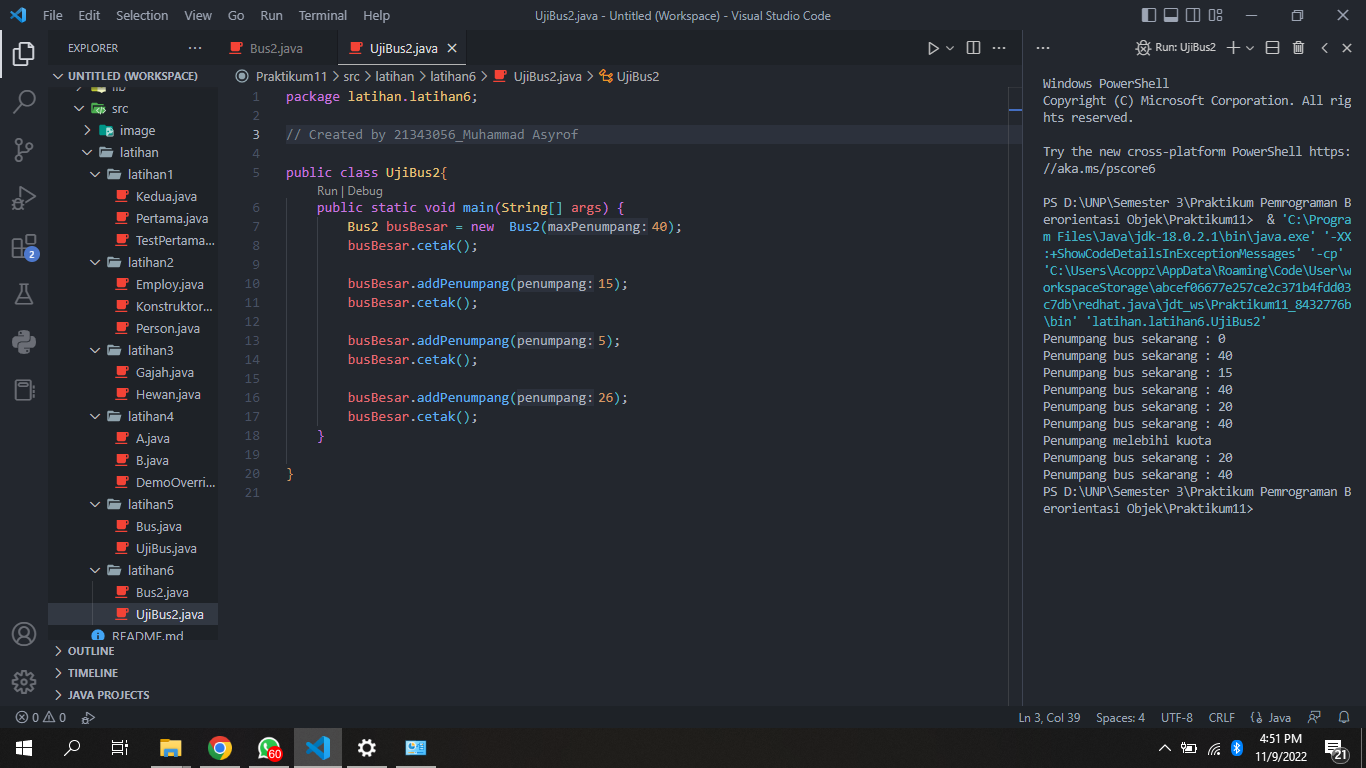 File Edit Selection View Go Run Terminal Help
UjiBus2.java - Untitled (Workspace) - Visual Studio Code
EXPLORER
UNTITLED (WORKSPACE)
lib
src
image
latihan
latihan1
Kedua.java
Pertama.java
TestPertama...
latihan2
Employ.java
Konstruktor...
Person.java
latihan3
Gajah.java
Hewan.java
latihan4
A.java
B.java
DemoOverri...
latihan5
Bus.java
UjiBus.java
latihan6
Bus2.java
UjiBus2.java
README.md
OUTLINE
TIMELINE
JAVA PROJECTS
2
Bus2.java
UjiBus2.java
Praktikum11 > src > latihan > latihan6 > UjiBus2.java > UjiBus2
1 package latihan.latihan6;
2
3 // Created by 21343056_Muhammad Asyrof
4
5 public class UjiBus2{
Run | Debug
6 public static void main(String[] args) {
7 Bus2 busBesar = new  Bus2(maxPenumpang: 40);
8 busBesar.cetak();
9
10 busBesar.addPenumpang(penumpang: 15);
11 busBesar.cetak();
12
13 busBesar.addPenumpang(penumpang: 5);
14 busBesar.cetak();
15
16 busBesar.addPenumpang(penumpang: 26);
17 busBesar.cetak();
18 }
19
20 }
21
Run: UjiBus2
Windows PowerShell
Copyright (C) Microsoft Corporation. All rig
hts reserved.
Try the new cross-platform PowerShell https:
//aka.ms/pscore6
PS D:\UNP\Semester 3\Praktikum Pemrograman B
erorientasi Objek\Praktikum11>  & 'C:\Progra
m Files\Java\jdk-18.0.2.1\bin\java.exe' '-XX
:+ShowCodeDetailsInExceptionMessages' '-cp'
'C:\Users\Acoppz\AppData\Roaming\Code\User\w
orkspaceStorage\abcef06677e257ce2c371b4fdd03
c7db\redhat.java\jdt_ws\Praktikum11_8432776b
\bin' 'latihan.latihan6.UjiBus2'
Penumpang bus sekarang : 0
Penumpang bus sekarang : 40
Penumpang bus sekarang : 15
Penumpang bus sekarang : 40
Penumpang bus sekarang : 20
Penumpang bus sekarang : 40
Penumpang melebihi kuota
Penumpang bus sekarang : 20
Penumpang bus sekarang : 40
PS D:\UNP\Semester 3\Praktikum Pemrograman B
erorientasi Objek\Praktikum11>
0 0
Ln 3, Col 39 Spaces: 4 UTF-8 CRLF Java
60
4:51 PM
11/9/2022
21